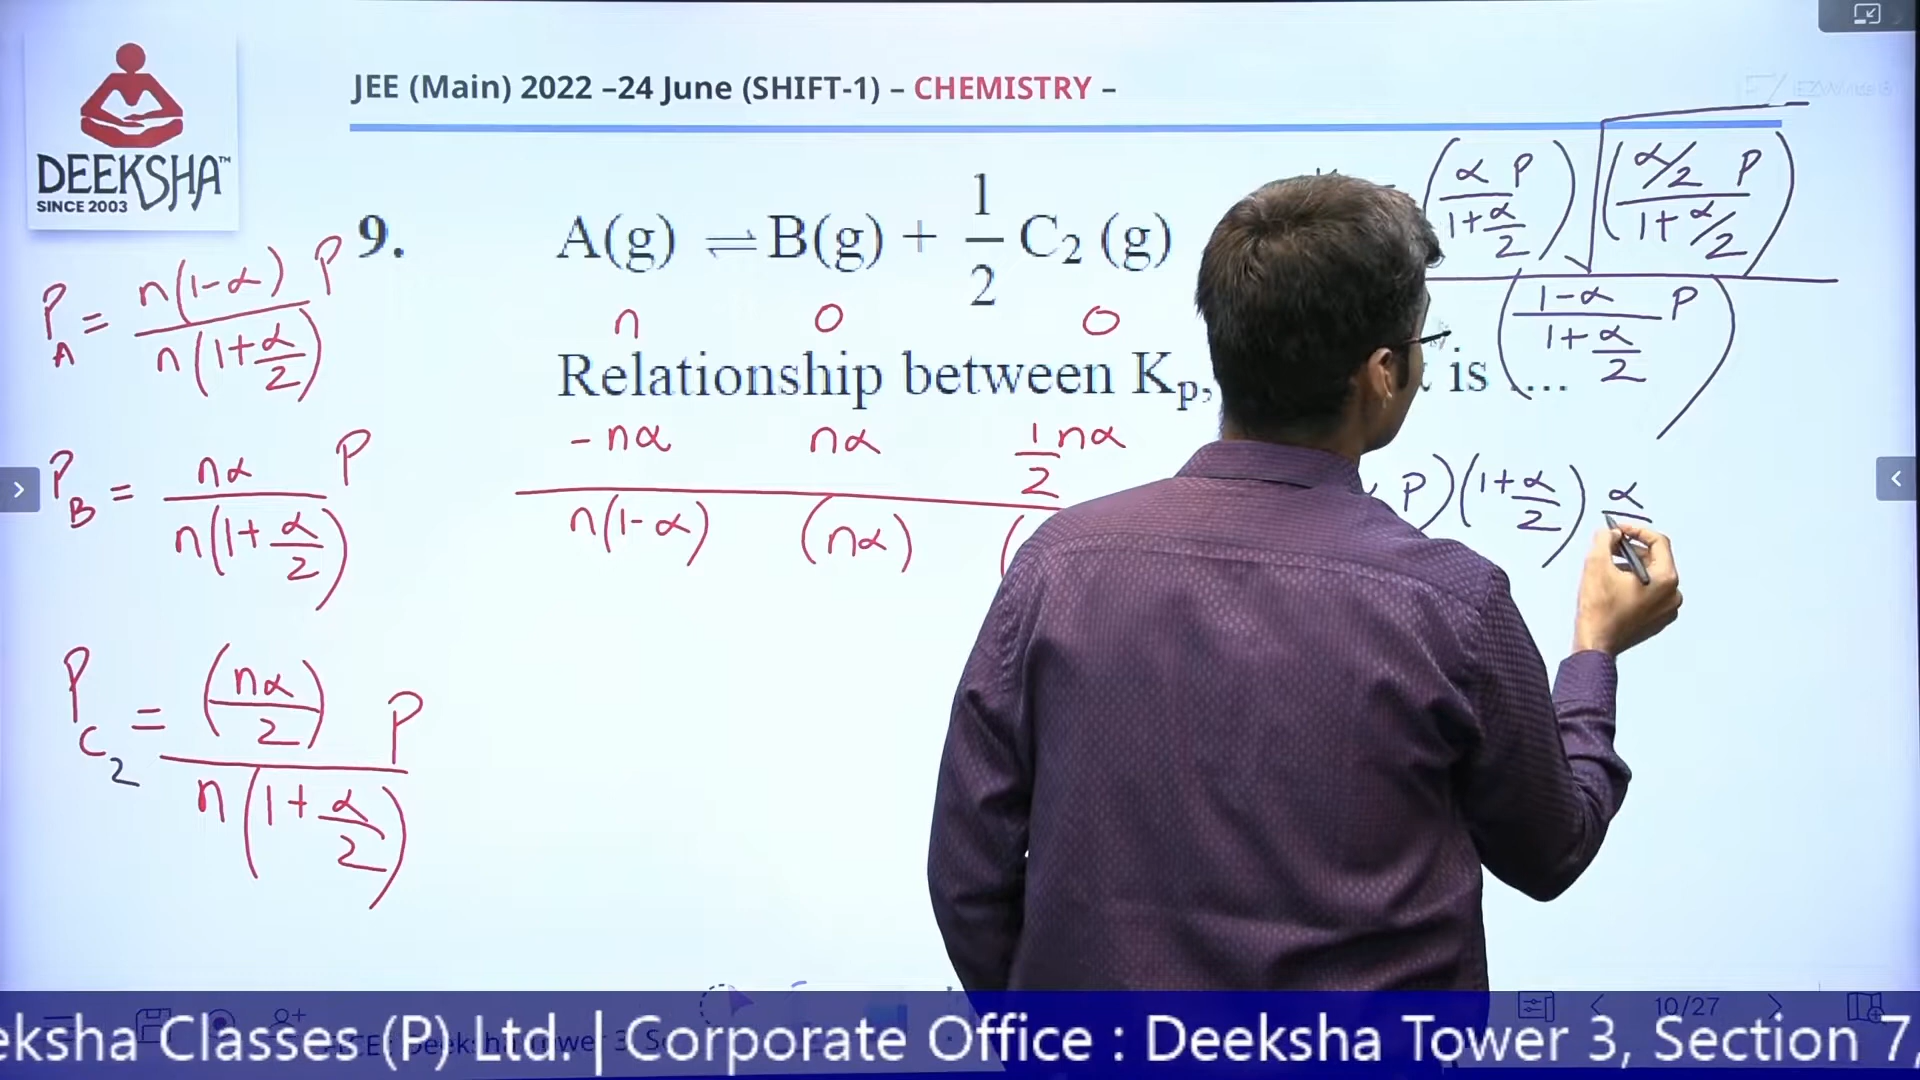 DEEKSHA™
SINCE 2003
JEE (Main) 2022 –24 June (SHIFT-1) – CHEMISTRY –
9. A(g) ⇌ B(g) + 1/2 C₂ (g)
n 0 0
Relationship between Kp, is ....
-nα nα 1/2 nα
n(1-α) (nα) (
P_A = n(1-α) P / n(1+α/2)
P_B = nα P / n(1+α/2)
P_C₂ = (nα/2) P / n(1+α/2)
(α P / 1+α/2) √(α/2 P / 1+α/2)
(1-α / 1+α/2 P)
P) (1+α/2) α
10/27
eksha Classes (P) Ltd. | Corporate Office : Deeksha Tower 3, Section 7,